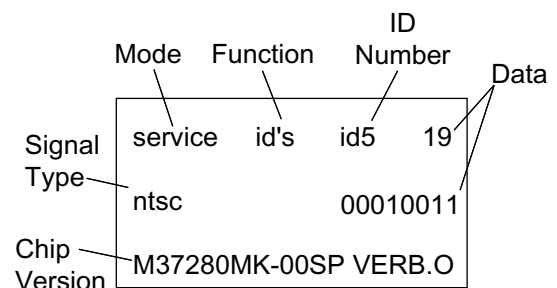 ID
Mode Function Number
Data
service id's id5 19
Signal
Type
ntsc 00010011
Chip
Version
M37280MK-00SP VERB.O